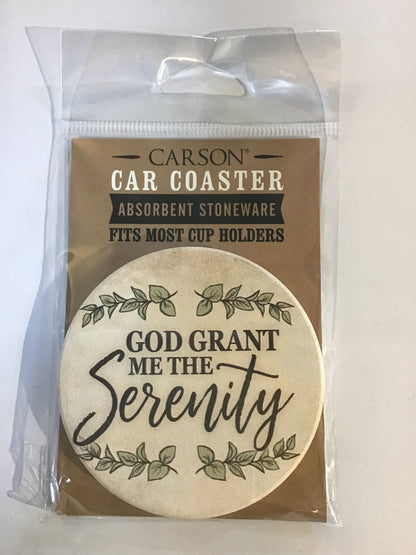 CARSON®
CAR COASTER
ABSORBENT STONEWARE
FITS MOST CUP HOLDERS
GOD GRANT
ME THE
Serenity